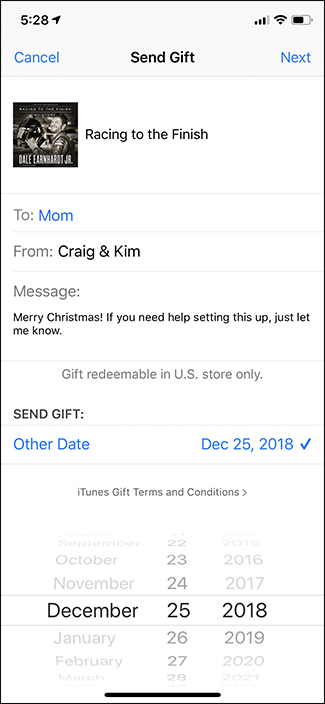 5:28
Cancel Send Gift Next
RACING TO THE FINISH
MY STORY
DALE EARNHARDT JR.
Racing to the Finish
To: Mom
From: Craig & Kim
Message:
Merry Christmas! If you need help setting this up, just let
me know.
Gift redeemable in U.S. store only.
SEND GIFT:
Other Date Dec 25, 2018 ✓
iTunes Gift Terms and Conditions >
September 22 2015
October 23 2016
November 24 2017
December 25 2018
January 26 2019
February 27 2020
March 28 2021